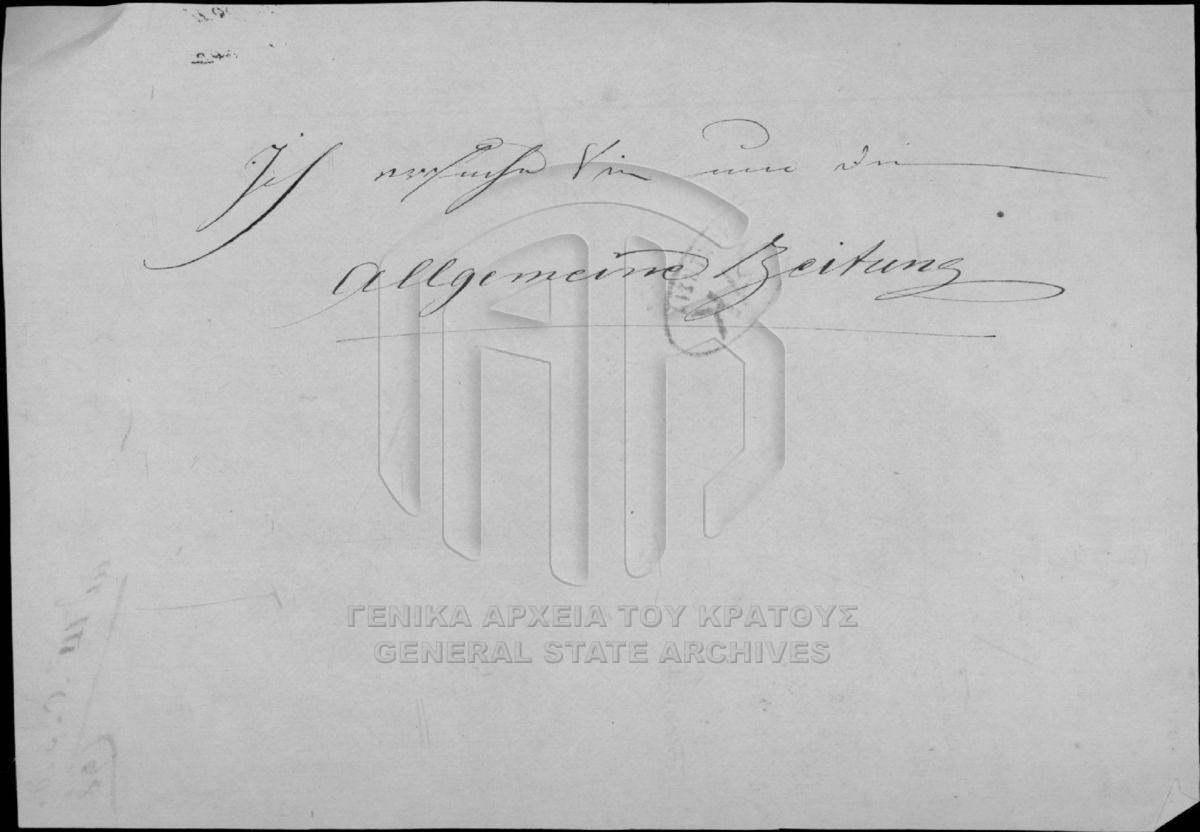 Ich ersuche Sie um die
Allgemeine Zeitung
ΓΕΝΙΚΑ ΑΡΧΕΙΑ ΤΟΥ ΚΡΑΤΟΥΣ
GENERAL STATE ARCHIVES